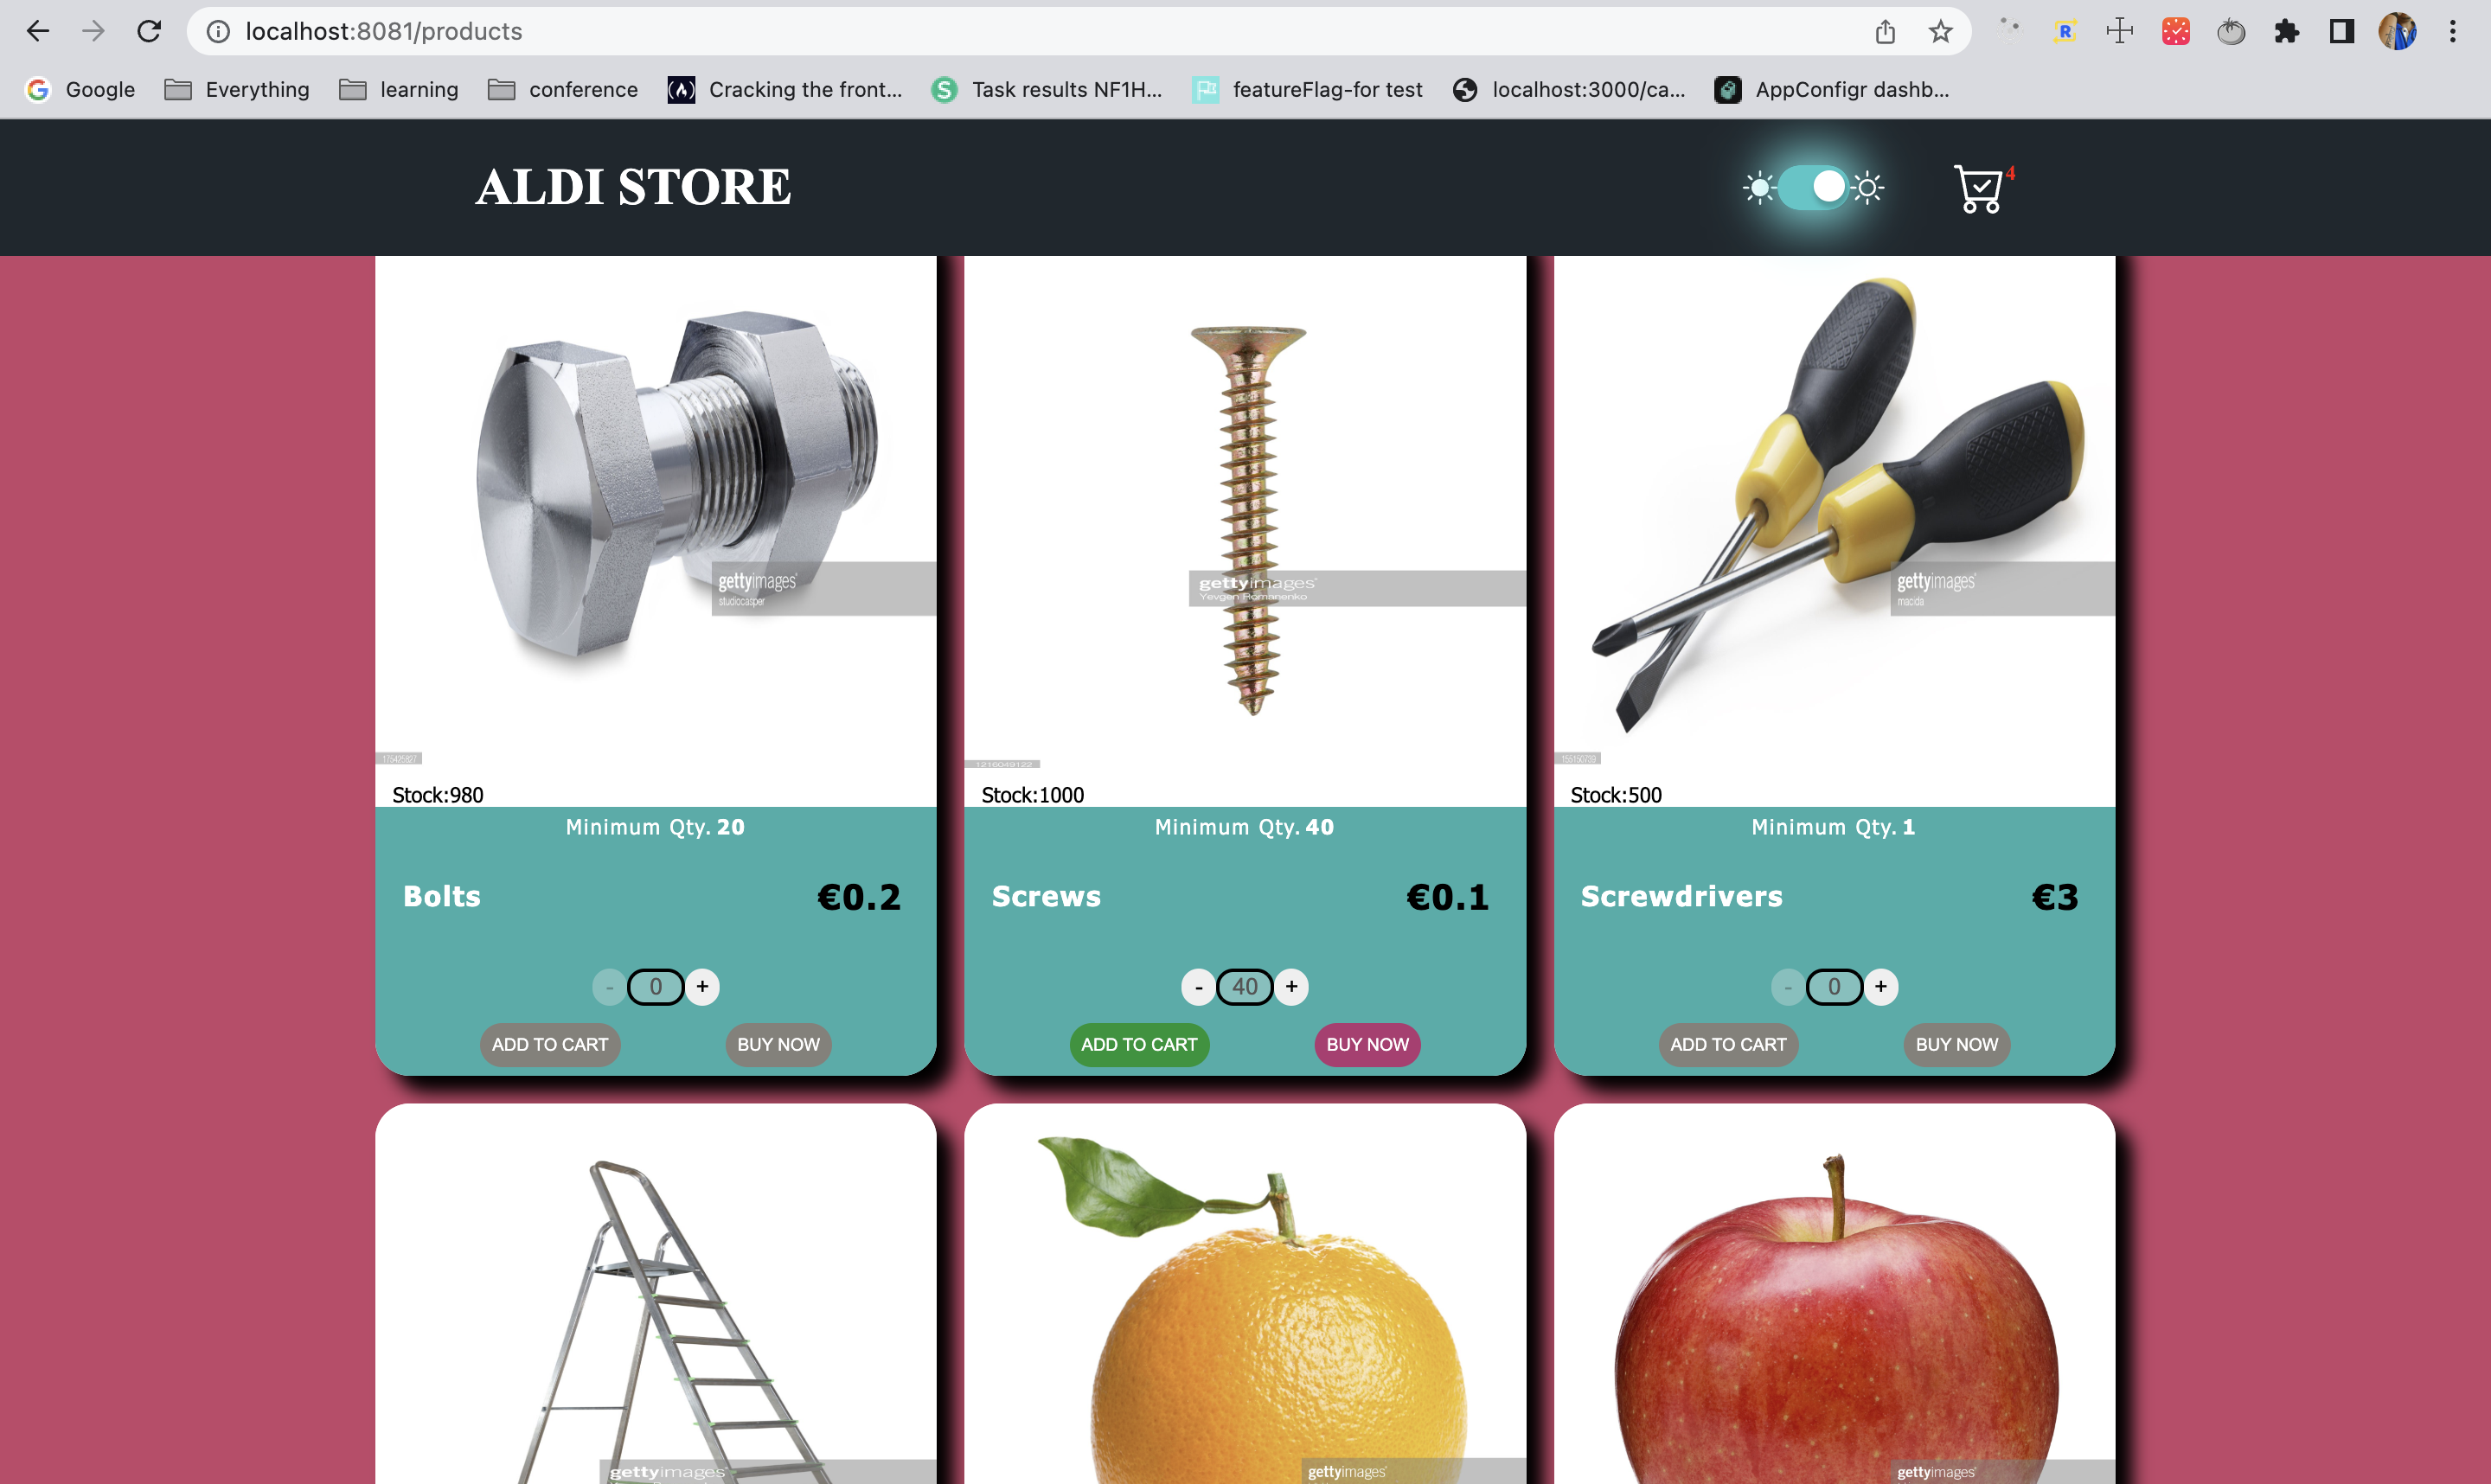 localhost:8081/products
Google
Everything
learning
conference
Cracking the front...
Task results NF1H...
featureFlag-for test
localhost:3000/ca...
AppConfigr dashb...
ALDI STORE
4
gettyimages®
studiocasper
gettyimages®
Yevgen Romanenko
gettyimages®
macida
175425827
1216049122
155150739
Stock:980
Stock:1000
Stock:500
Minimum Qty. 20
Minimum Qty. 40
Minimum Qty. 1
Bolts
€0.2
Screws
€0.1
Screwdrivers
€3
- 0 +
- 40 +
- 0 +
ADD TO CART
BUY NOW
ADD TO CART
BUY NOW
ADD TO CART
BUY NOW
gettyimages®
gettyimages®
gettyimages®